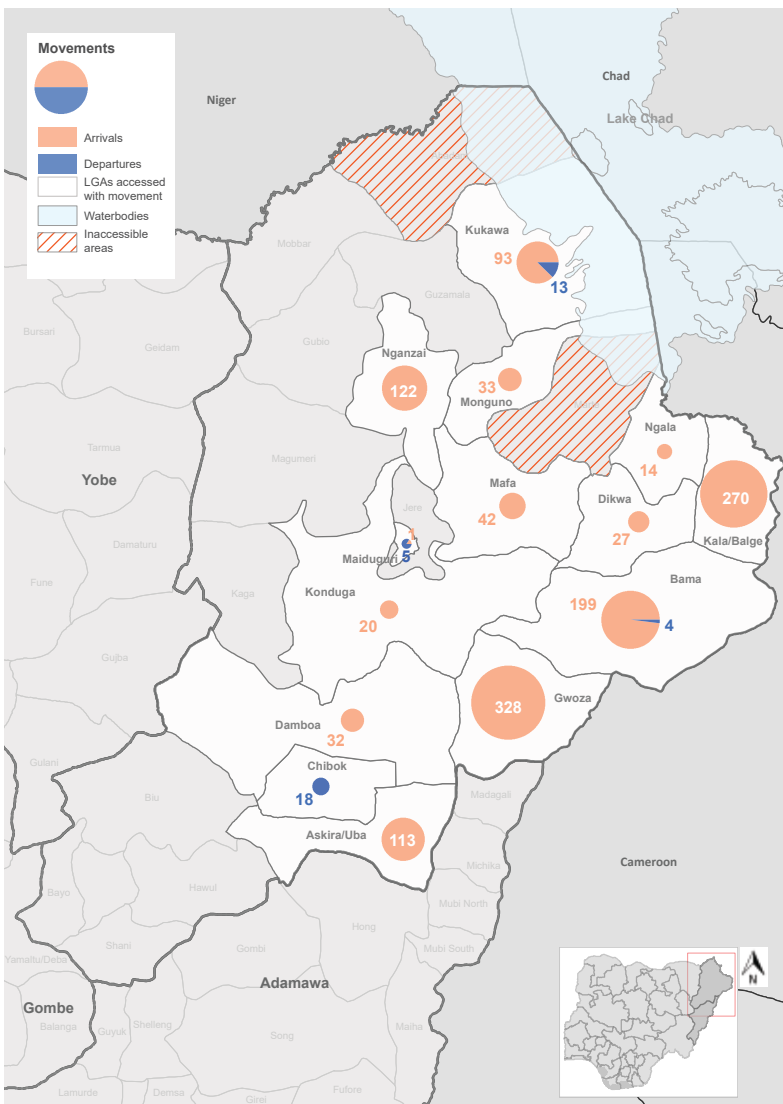 Movements
Arrivals
Departures
LGAs accessed
with movement
Waterbodies
Inaccessible
areas
Niger
Chad
Lake Chad
Mobbar
Kukawa
93
13
Guzamala
Bursari
Geidam
Gubio
Nganzai
122
33
Monguno
Marte
Ngala
14
Tarmua
Magumeri
Yobe
Mafa
42
Dikwa
27
270
Kala/Balge
Jere
1
5
Maiduguri
Damaturu
Fune
Kaga
Konduga
20
Bama
199
4
Gujba
Gwoza
328
Damboa
32
Gulani
Chibok
18
Biu
Madagali
Askira/Uba
113
Michika
Cameroon
Bayo
Hawul
Mubi North
Hong
Shani
Gombi
Mubi South
Yamaltu/Deba
Adamawa
Gombe
Balanga
Guyuk
Shelleng
Song
Maiha
Lamurde
Demsa
Girei
Fufore
N